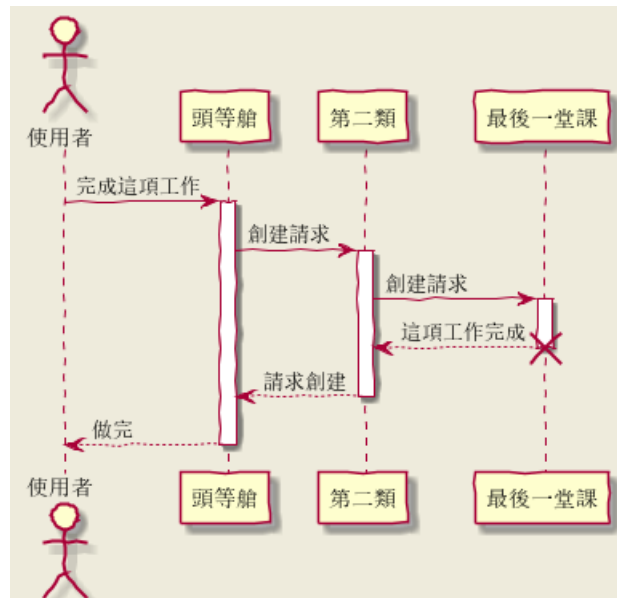 使用者
頭等艙
第二類
最後一堂課
完成這項工作
創建請求
創建請求
這項工作完成
請求創建
做完
使用者
頭等艙
第二類
最後一堂課